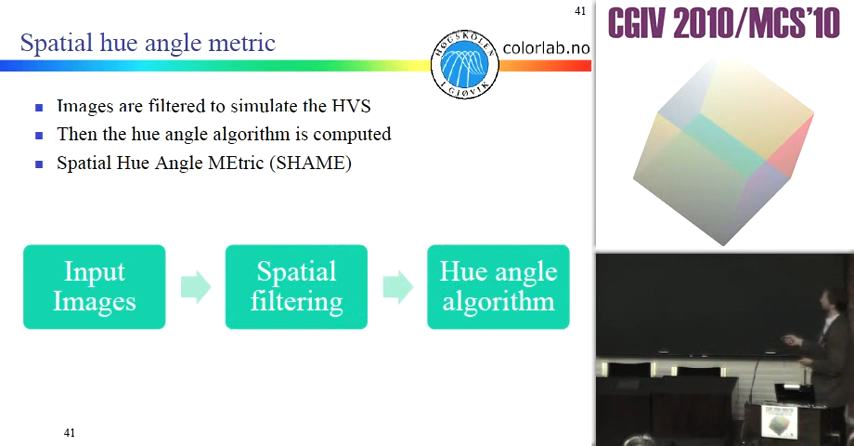 41
Spatial hue angle metric
HØGSKOLEN
I GJØVIK
colorlab.no
Images are filtered to simulate the HVS
Then the hue angle algorithm is computed
Spatial Hue Angle MEtric (SHAME)
Input
Images
Spatial
filtering
Hue angle
algorithm
41
CGIV 2010/MCS'10